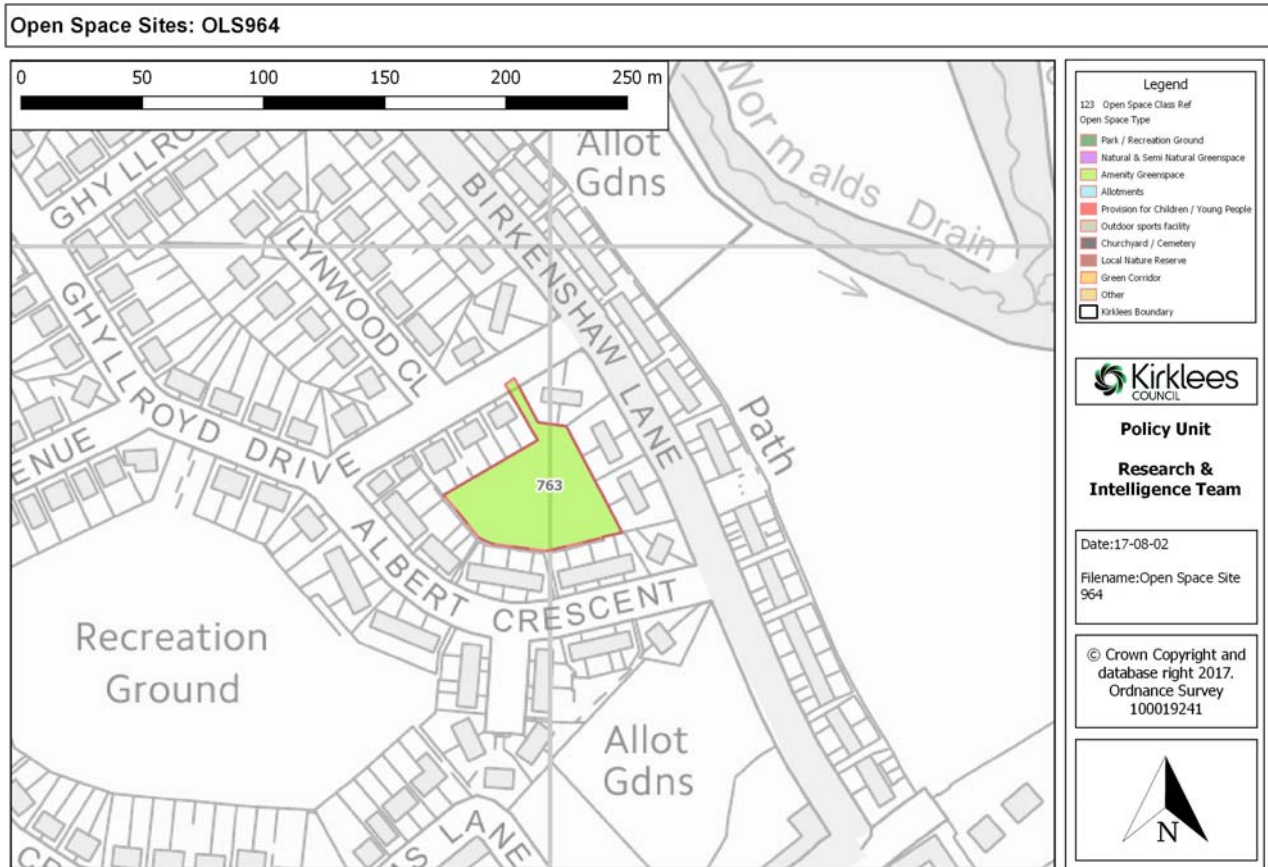 Open Space Sites: OLS964
0 50 100 150 200 250 m
Allot
Gdns
Wormalds Drain
GHYLLRO
BIRKENSHAW LANE
LYNWOOD CL
GHYLLROYD DRIVE
ENUE
Path
763
ALBERT CRESCENT
Recreation
Ground
Allot
Gdns
S LANE
CRE
Legend
123 Open Space Class Ref
Open Space Type
Park / Recreation Ground
Natural & Semi Natural Greenspace
Amenity Greenspace
Allotments
Provision for Children / Young People
Outdoor sports facility
Churchyard / Cemetery
Local Nature Reserve
Green Corridor
Other
Kirklees Boundary
Kirklees
COUNCIL
Policy Unit
Research &
Intelligence Team
Date:17-08-02
Filename:Open Space Site
964
© Crown Copyright and
database right 2017.
Ordnance Survey
100019241
N